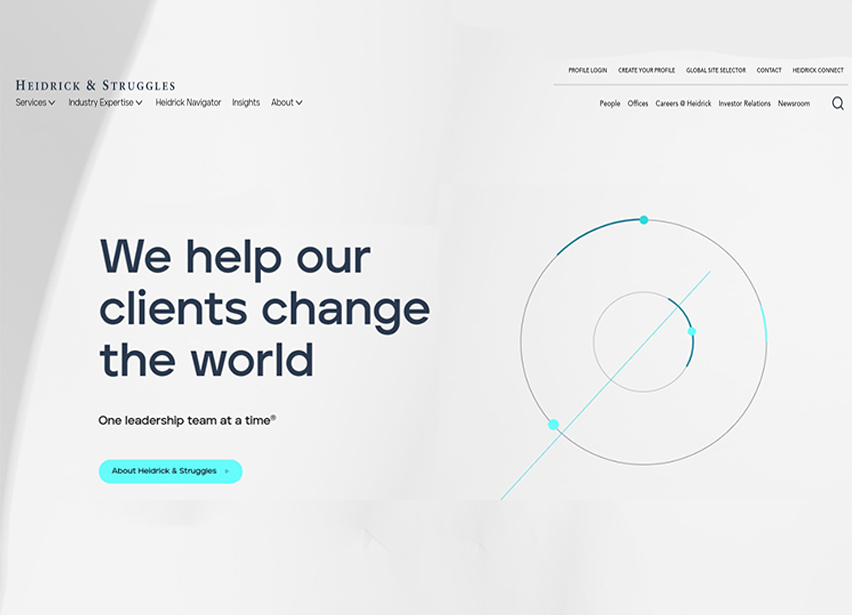 PROFILE LOGIN CREATE YOUR PROFILE GLOBAL SITE SELECTOR CONTACT HEIDRICK CONNECT
HEIDRICK & STRUGGLES
Services Industry Expertise Heidrick Navigator Insights About
People Offices Careers @ Heidrick Investor Relations Newsroom
We help our
clients change
the world
One leadership team at a time®
About Heidrick & Struggles